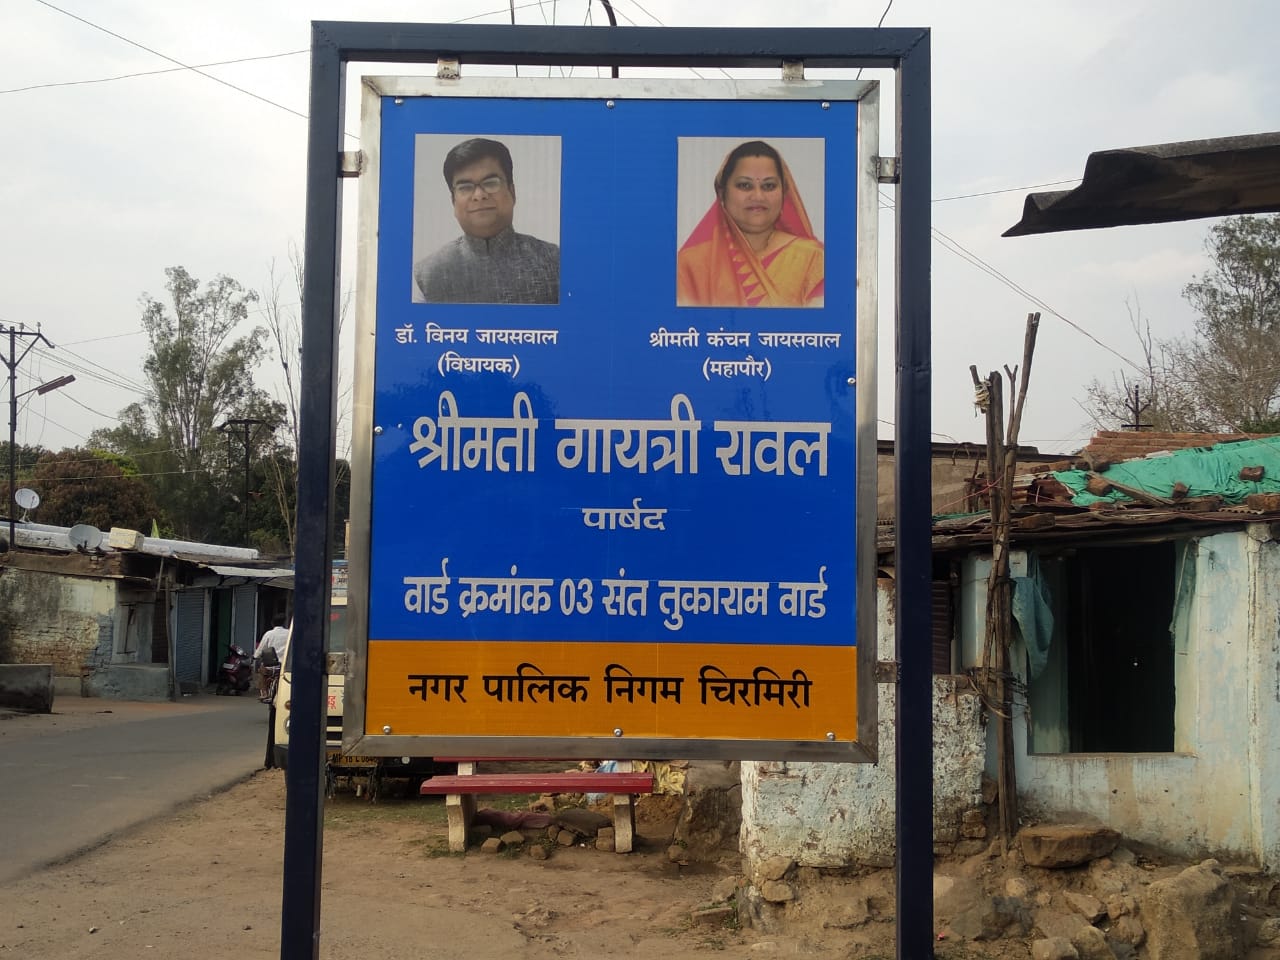 डॉ. विनय जायसवाल
(विधायक)
श्रीमती कंचन जायसवाल
(महापौर)
श्रीमती गायत्री रावल
पार्षद
वार्ड क्रमांक 03 संत तुकाराम वार्ड
नगर पालिक निगम चिरमिरी